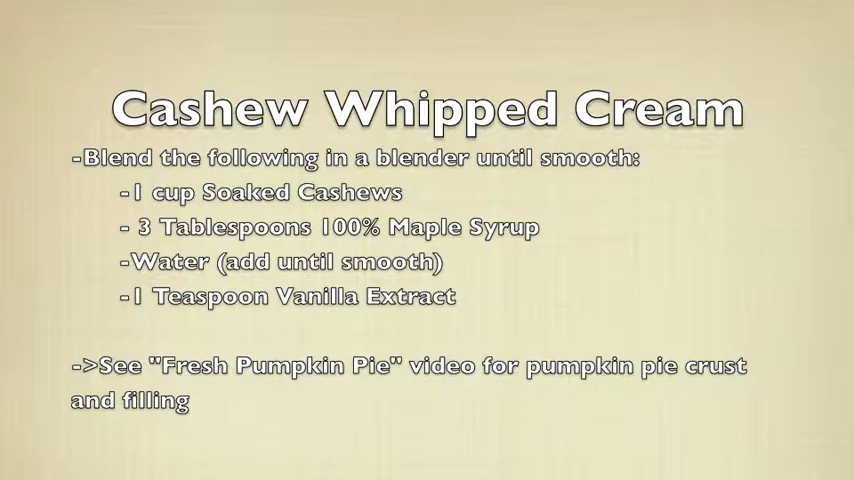 Cashew Whipped Cream
-Blend the following in a blender until smooth:
-1 cup Soaked Cashews
- 3 Tablespoons 100% Maple Syrup
-Water (add until smooth)
-1 Teaspoon Vanilla Extract
->See "Fresh Pumpkin Pie" video for pumpkin pie crust
and filling